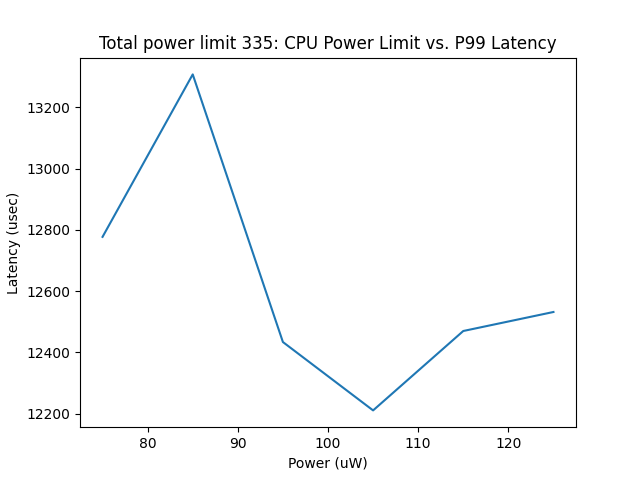 Total power limit 335: CPU Power Limit vs. P99 Latency
13200
13000
12800
12600
12400
12200
Latency (usec)
80 90 100 110 120
Power (uW)